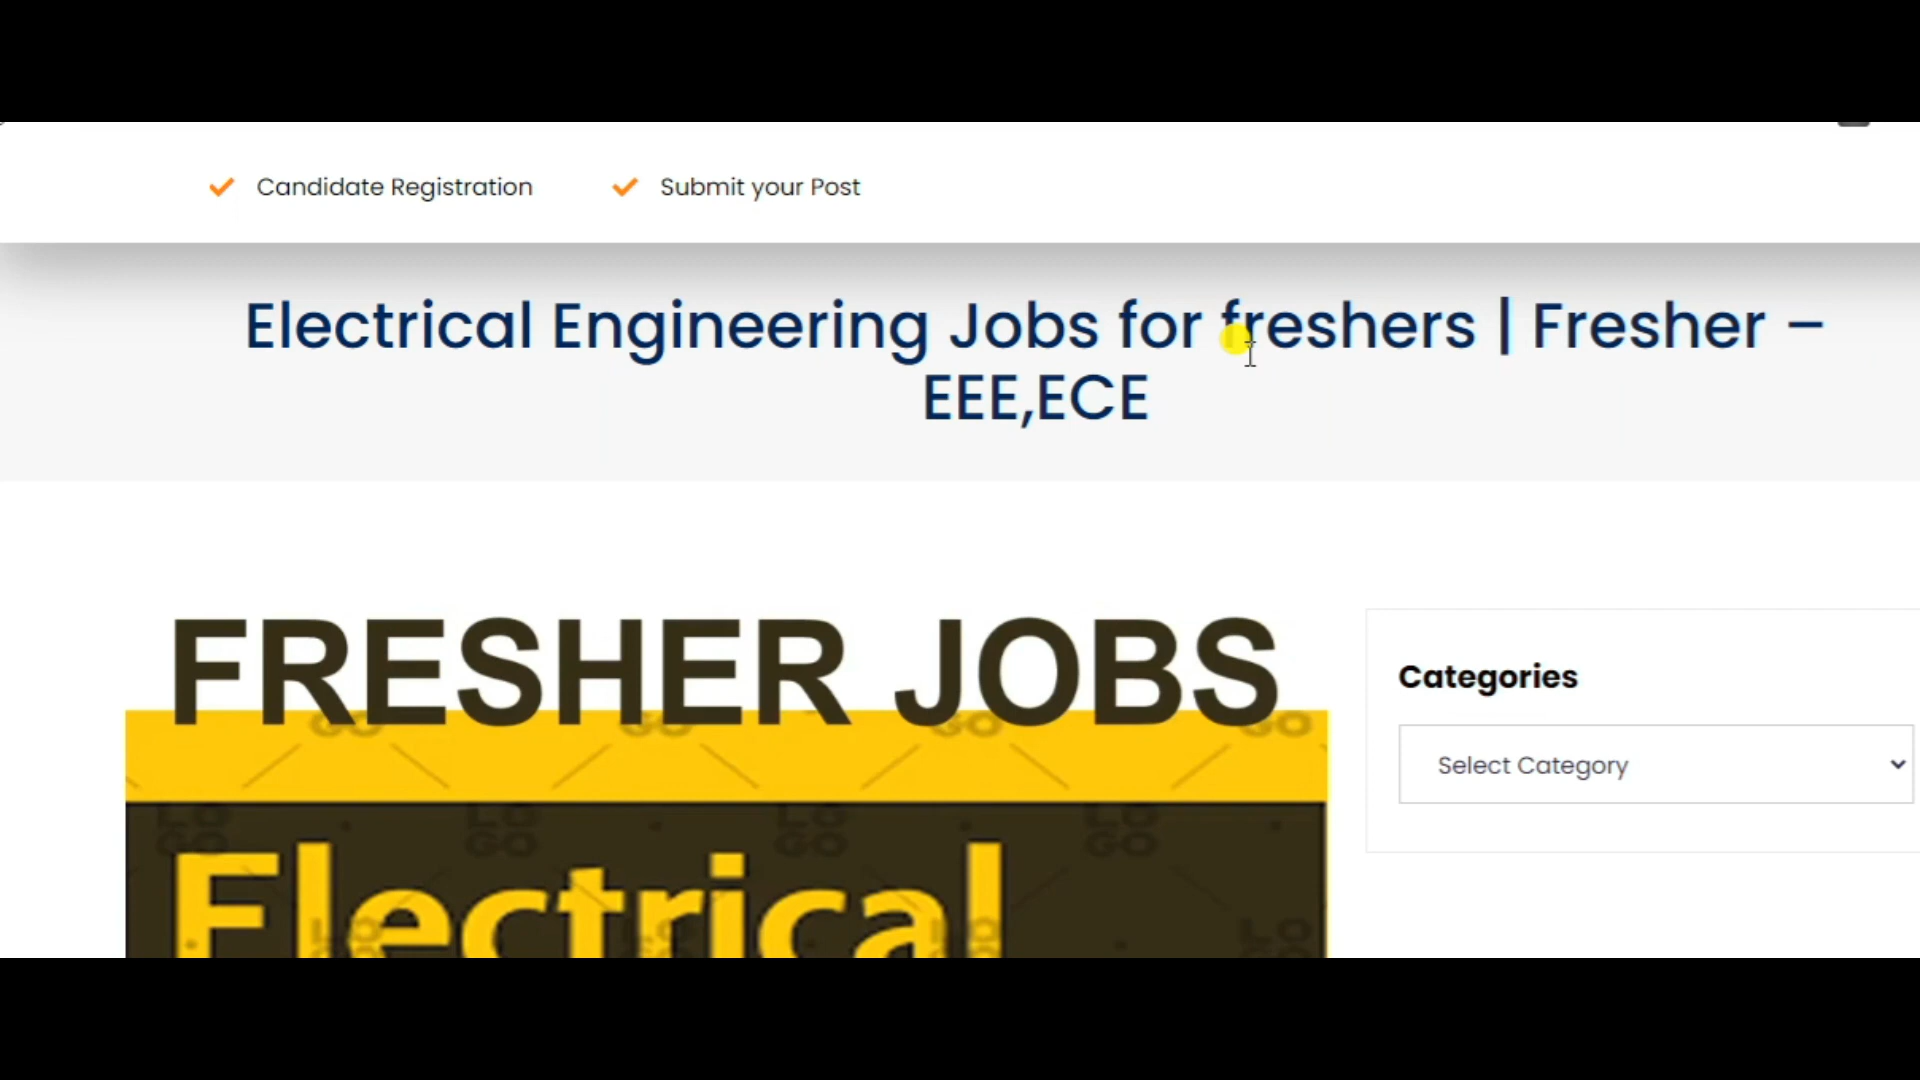 Candidate Registration
Submit your Post
Electrical Engineering Jobs for freshers | Fresher –
EEE,ECE
FRESHER JOBS
Categories
Select Category
Electrical